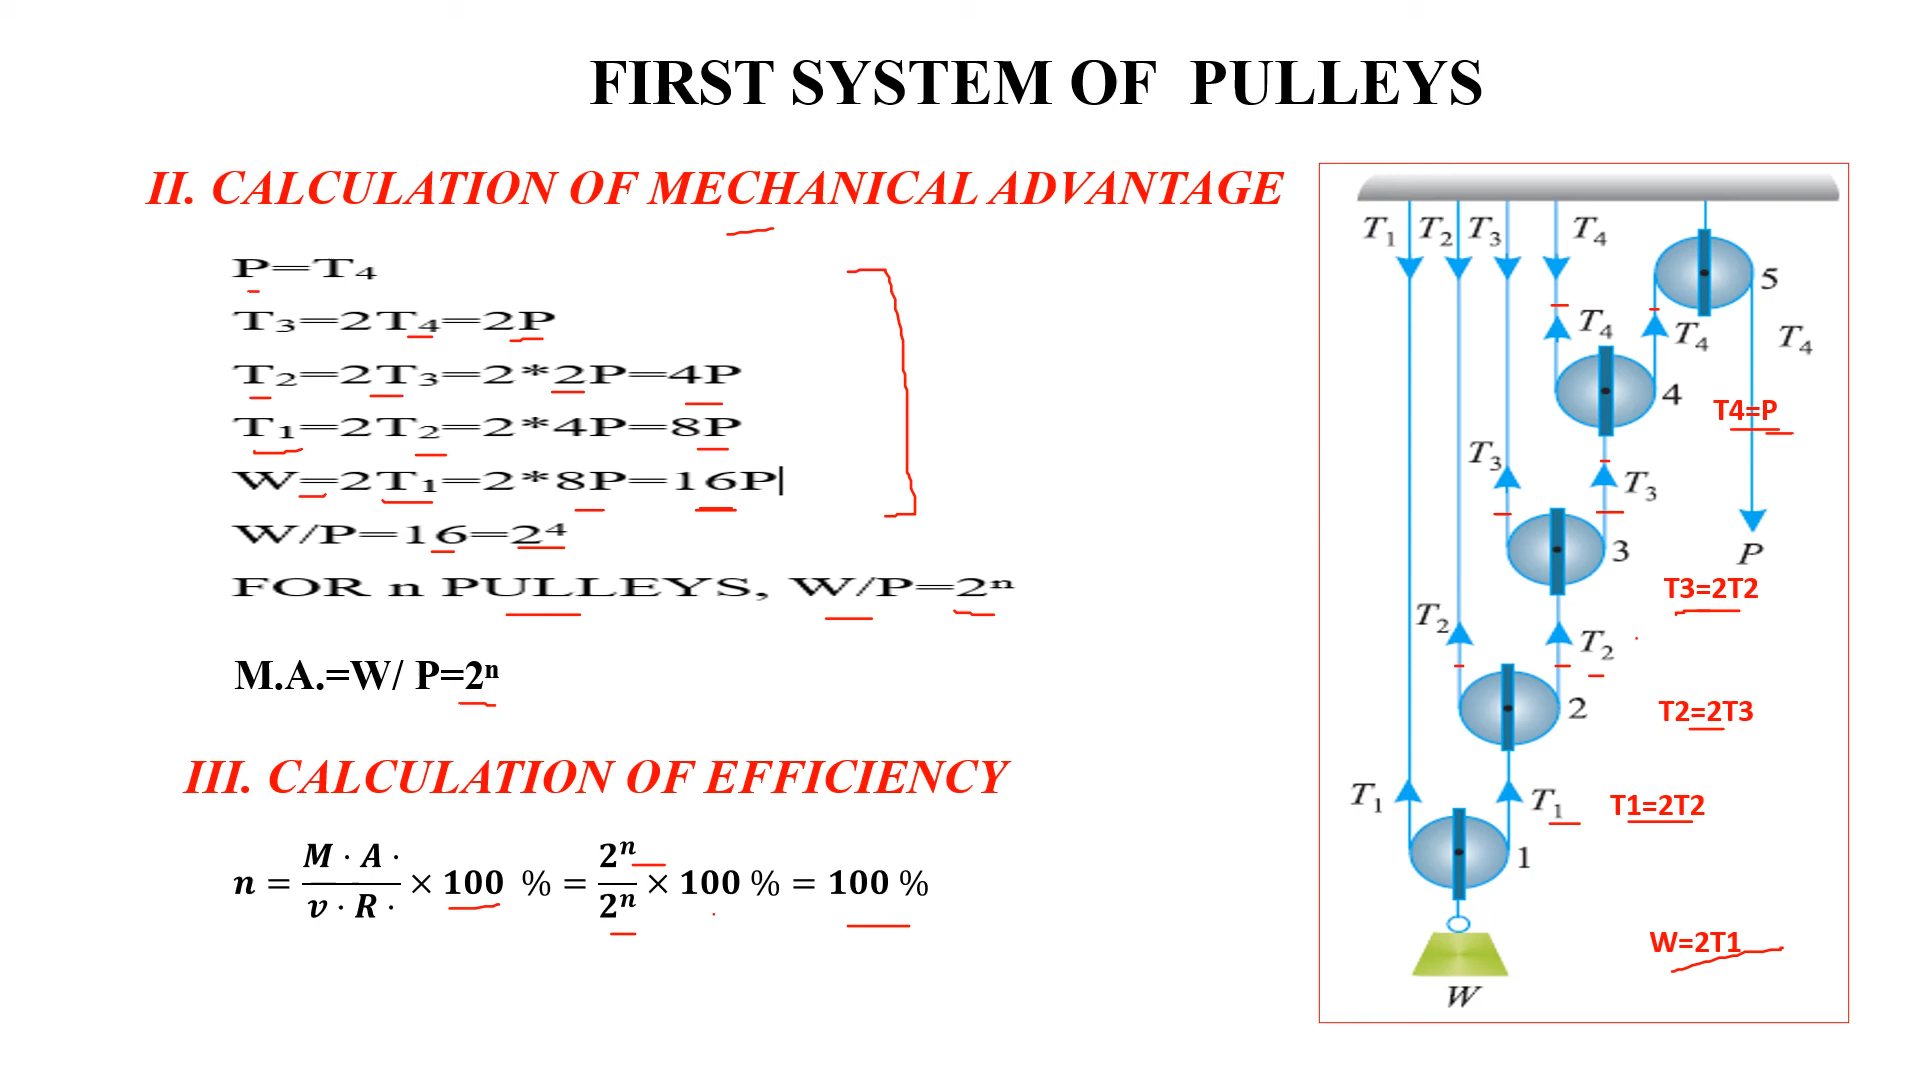 FIRST SYSTEM OF PULLEYS
II. CALCULATION OF MECHANICAL ADVANTAGE
P=T₄
T₃=2T₄=2P
T₂=2T₃=2*2P=4P
T₁=2T₂=2*4P=8P
W=2T₁=2*8P=16P
W/P=16=2⁴
FOR n PULLEYS, W/P=2ⁿ
M.A.=W/ P=2ⁿ
III. CALCULATION OF EFFICIENCY
n = M · A · / v · R · × 100 % = 2ⁿ / 2ⁿ × 100 % = 100 %
T₁ T₂ T₃ T₄
5
T₄ T₄ T₄
4
T4=P
T₃ T₃
3
P
T3=2T2
T₂ T₂
2
T2=2T3
T₁ T₁ T1=2T2
1
W=2T1
W